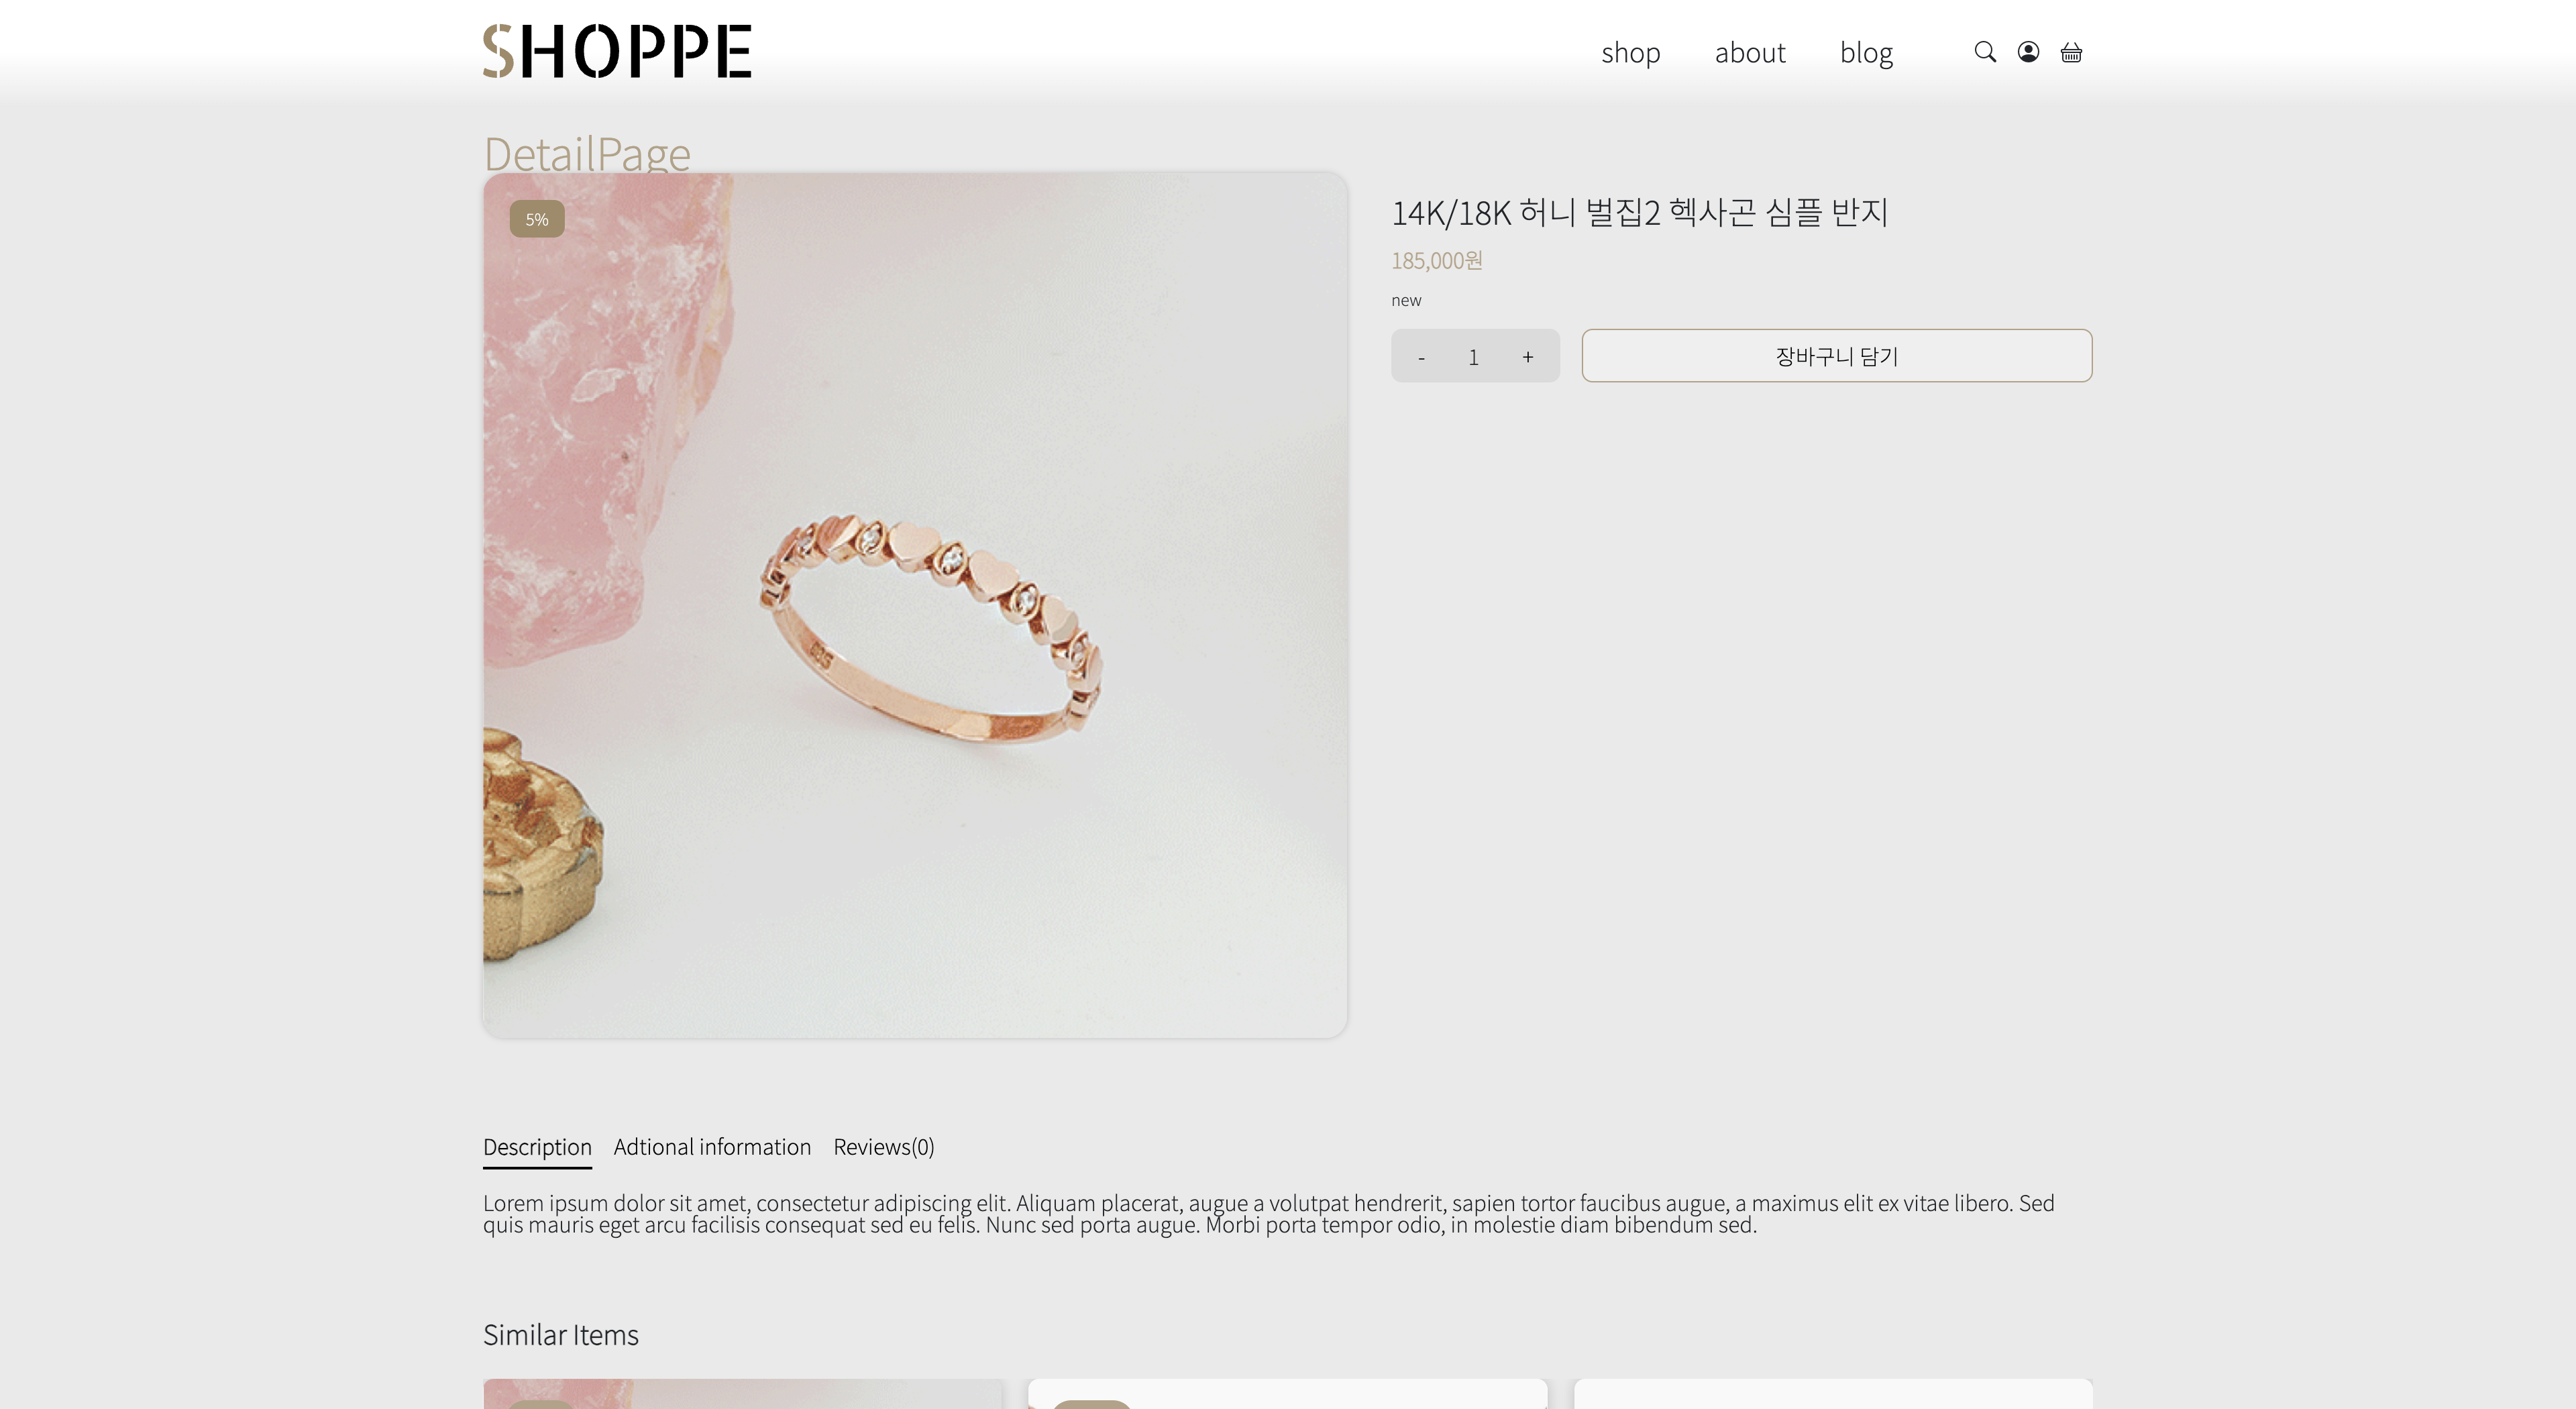 SHOPPE
shop about blog
DetailPage
5%
14K/18K 허니 벌집2 헥사곤 심플 반지
185,000원
new
- 1 +
장바구니 담기
585
Description Adtional information Reviews(0)
Lorem ipsum dolor sit amet, consectetur adipiscing elit. Aliquam placerat, augue a volutpat hendrerit, sapien tortor faucibus augue, a maximus elit ex vitae libero. Sed
quis mauris eget arcu facilisis consequat sed eu felis. Nunc sed porta augue. Morbi porta tempor odio, in molestie diam bibendum sed.
Similar Items